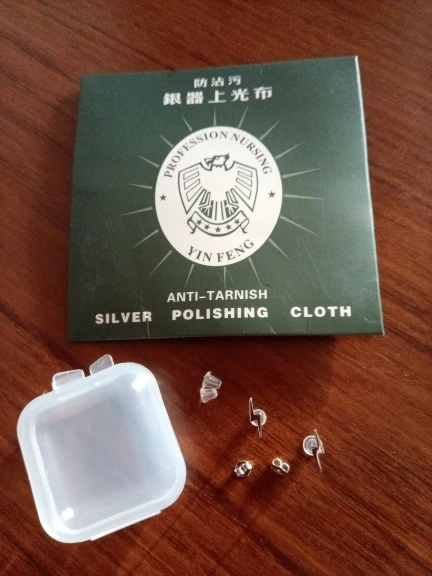 防沾污
銀器上光布
PROFESSION NURSING
YIN FENG
ANTI-TARNISH
SILVER POLISHING CLOTH